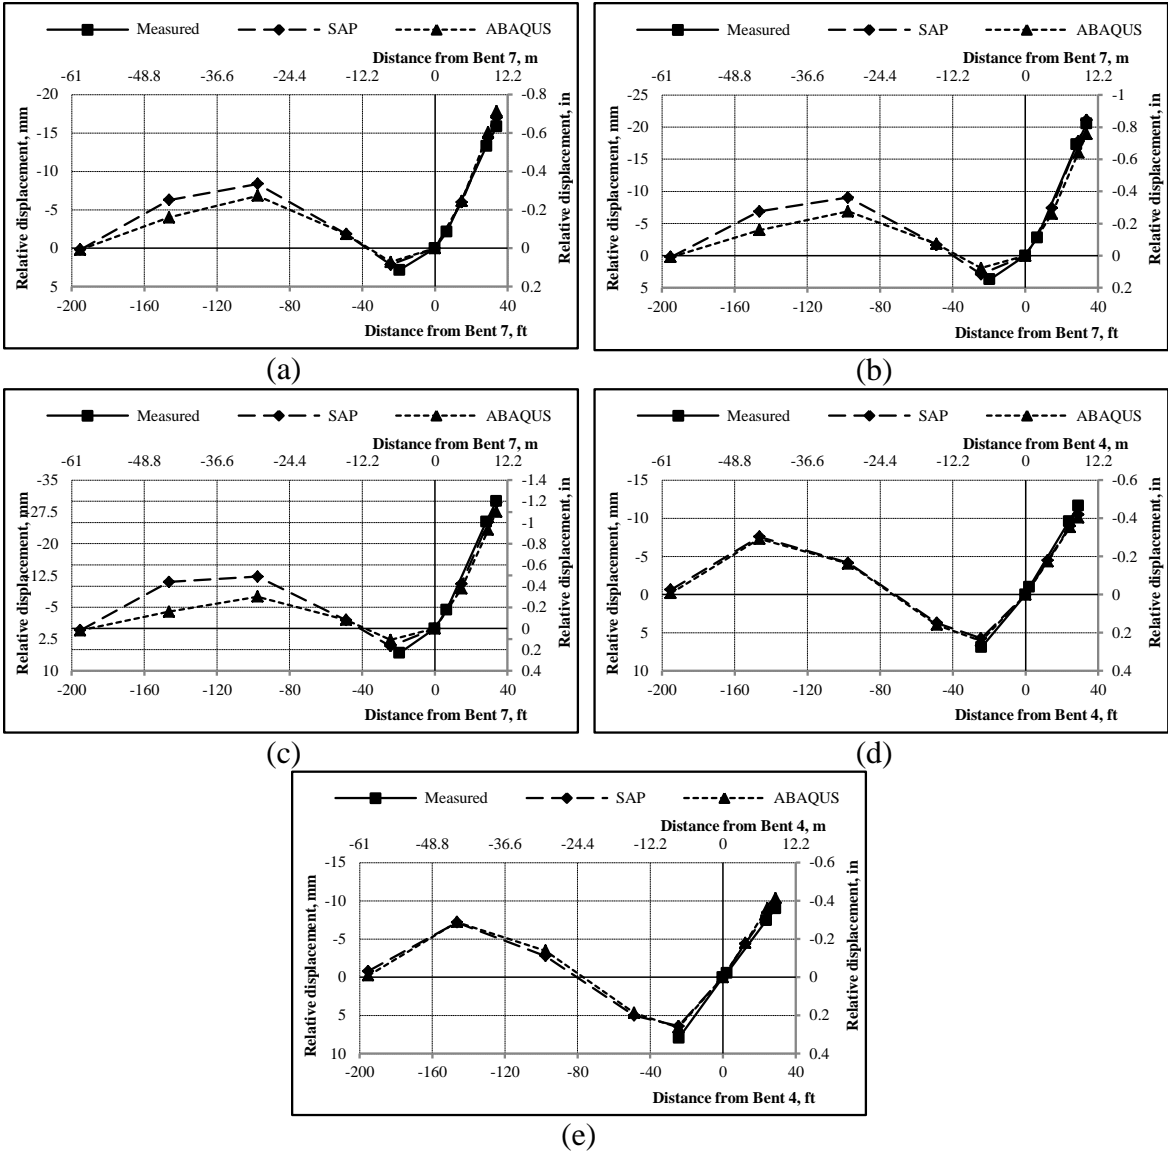 Measured SAP ABAQUS
Distance from Bent 7, m
-61 -48.8 -36.6 -24.4 -12.2 0 12.2
-20 -0.8
-15 -0.6
-10 -0.4
-5 -0.2
0 0
5 0.2
Relative displacement, mm
Relative displacement, in
-200 -160 -120 -80 -40 0 40
Distance from Bent 7, ft
(a)
Measured SAP ABAQUS
Distance from Bent 7, m
-61 -48.8 -36.6 -24.4 -12.2 0 12.2
-25 -1
-20 -0.8
-15 -0.6
-10 -0.4
-5 -0.2
0 0
5 0.2
Relative displacement, mm
Relative displacement, in
-200 -160 -120 -80 -40 0 40
Distance from Bent 7, ft
(b)
Measured SAP ABAQUS
Distance from Bent 7, m
-61 -48.8 -36.6 -24.4 -12.2 0 12.2
-35 -1.4
-1.2
-27.5
-1
-20 -0.8
-0.6
-12.5
-0.4
-5 -0.2
0
2.5
0.2
10 0.4
Relative displacement, mm
Relative displacement, in
-200 -160 -120 -80 -40 0 40
Distance from Bent 7, ft
(c)
Measured SAP ABAQUS
Distance from Bent 4, m
-61 -48.8 -36.6 -24.4 -12.2 0 12.2
-15 -0.6
-10 -0.4
-5 -0.2
0 0
5 0.2
10 0.4
Relative displacement, mm
Relative displacement, in
-200 -160 -120 -80 -40 0 40
Distance from Bent 4, ft
(d)
Measured SAP ABAQUS
Distance from Bent 4, m
-61 -48.8 -36.6 -24.4 -12.2 0 12.2
-15 -0.6
-10 -0.4
-5 -0.2
0 0
5 0.2
10 0.4
Relative displacement, mm
Relative displacement, in
-200 -160 -120 -80 -40 0 40
Distance from Bent 4, ft
(e)